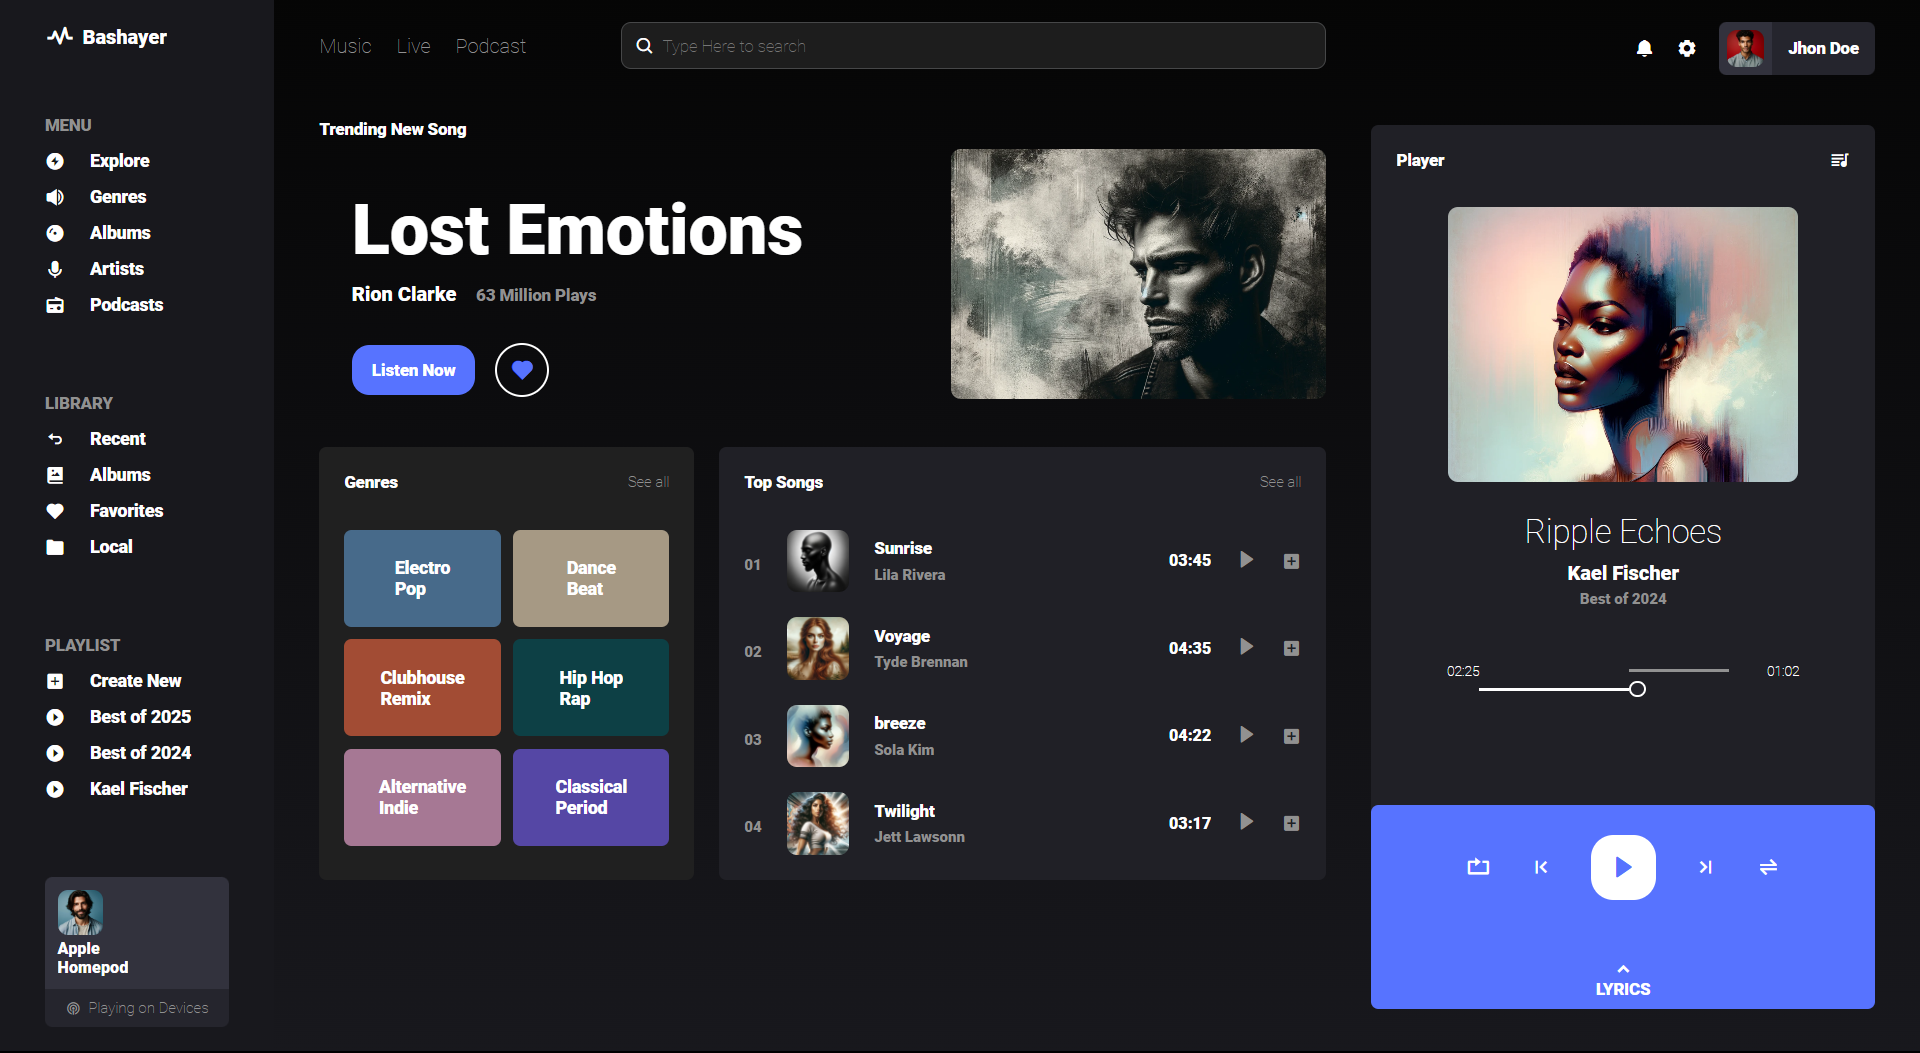 Bashayer
MENU
Explore
Genres
Albums
Artists
Podcasts
LIBRARY
Recent
Albums
Favorites
Local
PLAYLIST
Create New
Best of 2025
Best of 2024
Kael Fischer
Apple
Homepod
Playing on Devices
Music Live Podcast
Type Here to search
Jhon Doe
Trending New Song
Lost Emotions
Rion Clarke 63 Million Plays
Listen Now
Genres See all
Electro
Pop
Dance
Beat
Clubhouse
Remix
Hip Hop
Rap
Alternative
Indie
Classical
Period
Top Songs See all
01 Sunrise 03:45
Lila Rivera
02 Voyage 04:35
Tyde Brennan
03 breeze 04:22
Sola Kim
04 Twilight 03:17
Jett Lawsonn
Player
Ripple Echoes
Kael Fischer
Best of 2024
02:25 01:02
LYRICS